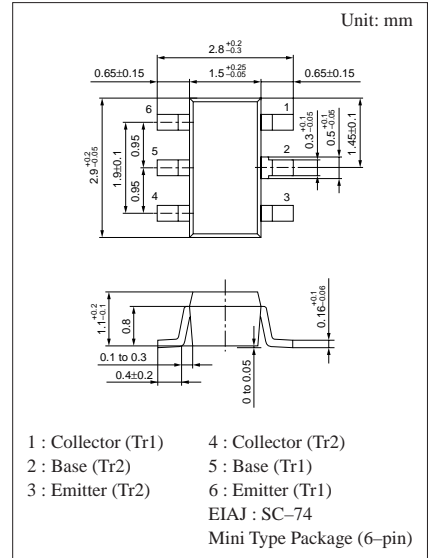 Unit: mm
2.8 +0.2 −0.3
0.65±0.15 1.5 +0.25 −0.05 0.65±0.15
6 1
5 2
4 3
2.9 +0.2 −0.05
1.9±0.1
0.95
0.95
0.3 +0.1 −0.05
0.5 +0.1 −0.05
1.45±0.1
1.1 +0.2 −0.1
0.8
0.16 +0.1 −0.06
0.1 to 0.3
0.4±0.2
0 to 0.05
1 : Collector (Tr1) 4 : Collector (Tr2)
2 : Base (Tr2) 5 : Base (Tr1)
3 : Emitter (Tr2) 6 : Emitter (Tr1)
EIAJ : SC–74
Mini Type Package (6–pin)